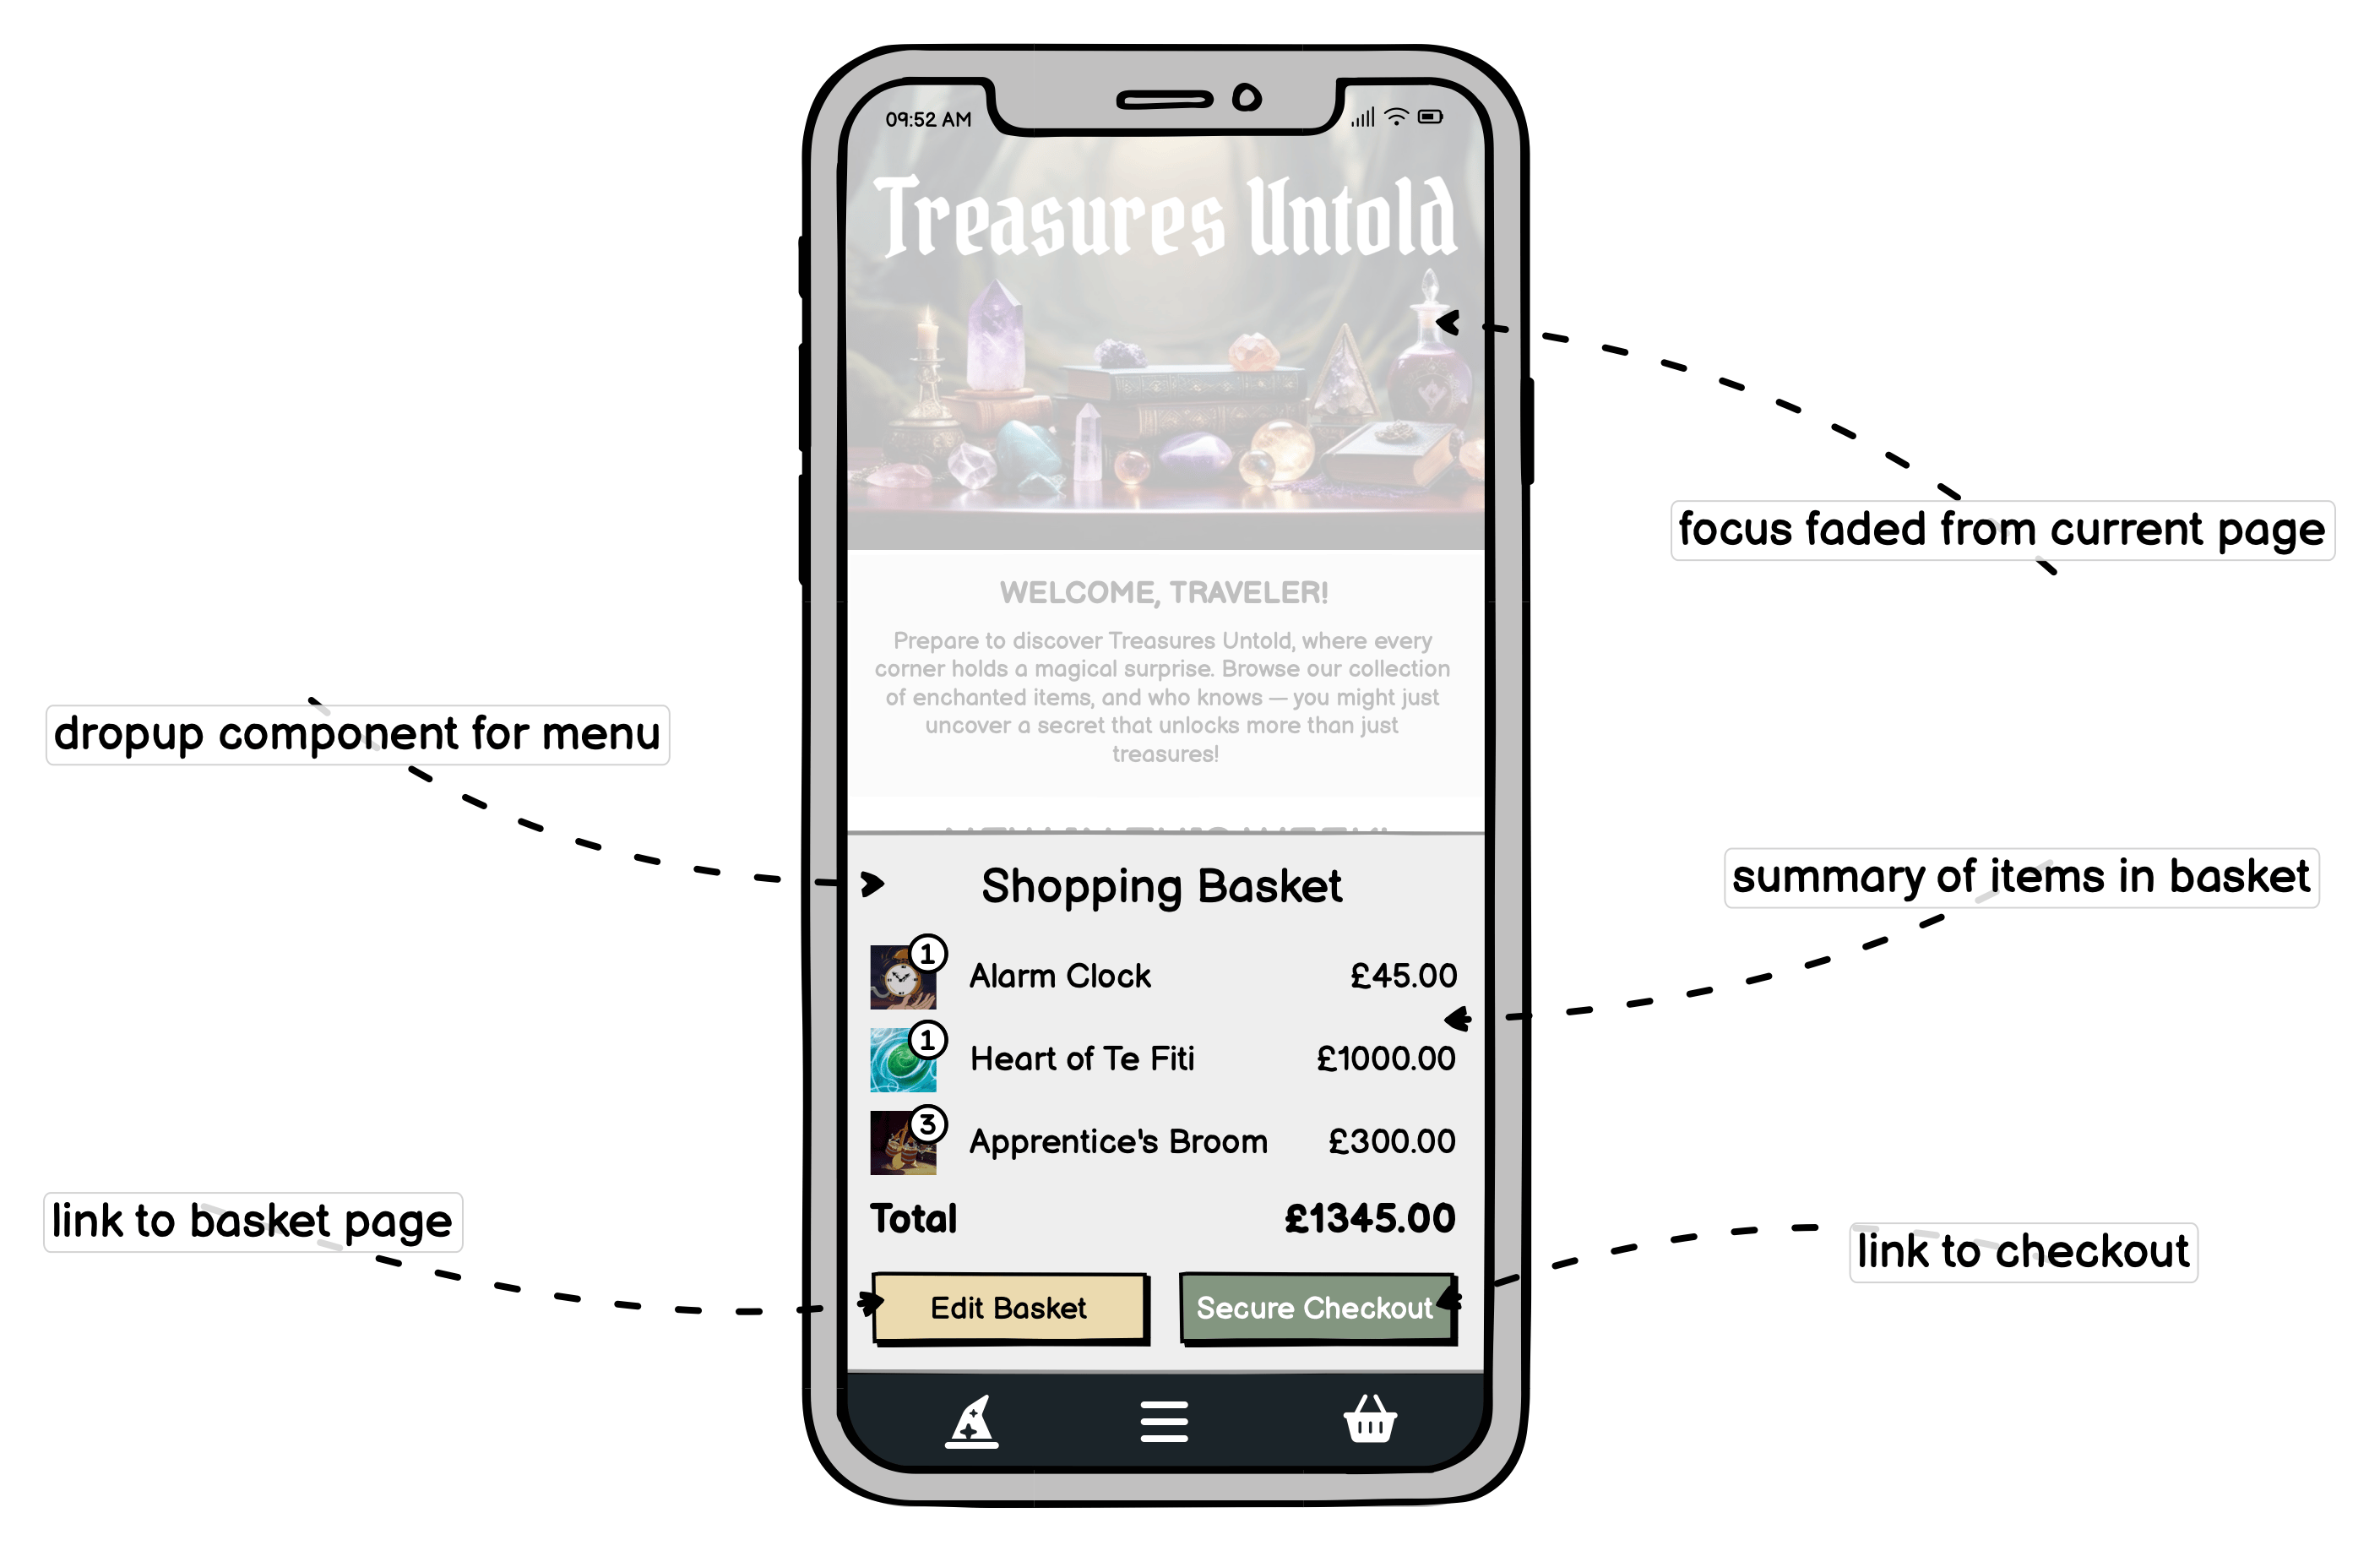 09:52 AM
Treasures Untold
focus faded from current page
WELCOME, TRAVELER!
Prepare to discover Treasures Untold, where every
corner holds a magical surprise. Browse our collection
of enchanted items, and who knows — you might just
uncover a secret that unlocks more than just
treasures!
dropup component for menu
Shopping Basket
summary of items in basket
1 Alarm Clock £45.00
1 Heart of Te Fiti £1000.00
3 Apprentice's Broom £300.00
Total £1345.00
link to basket page
link to checkout
Edit Basket Secure Checkout